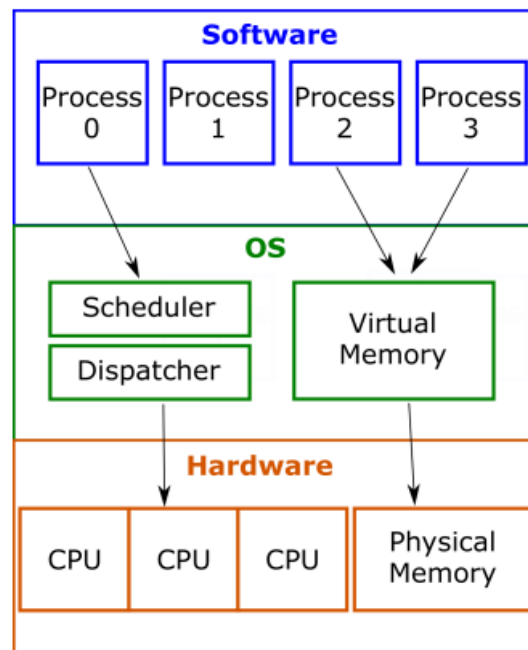 Software
Process
0
Process
1
Process
2
Process
3
OS
Scheduler
Dispatcher
Virtual
Memory
Hardware
CPU
CPU
CPU
Physical
Memory